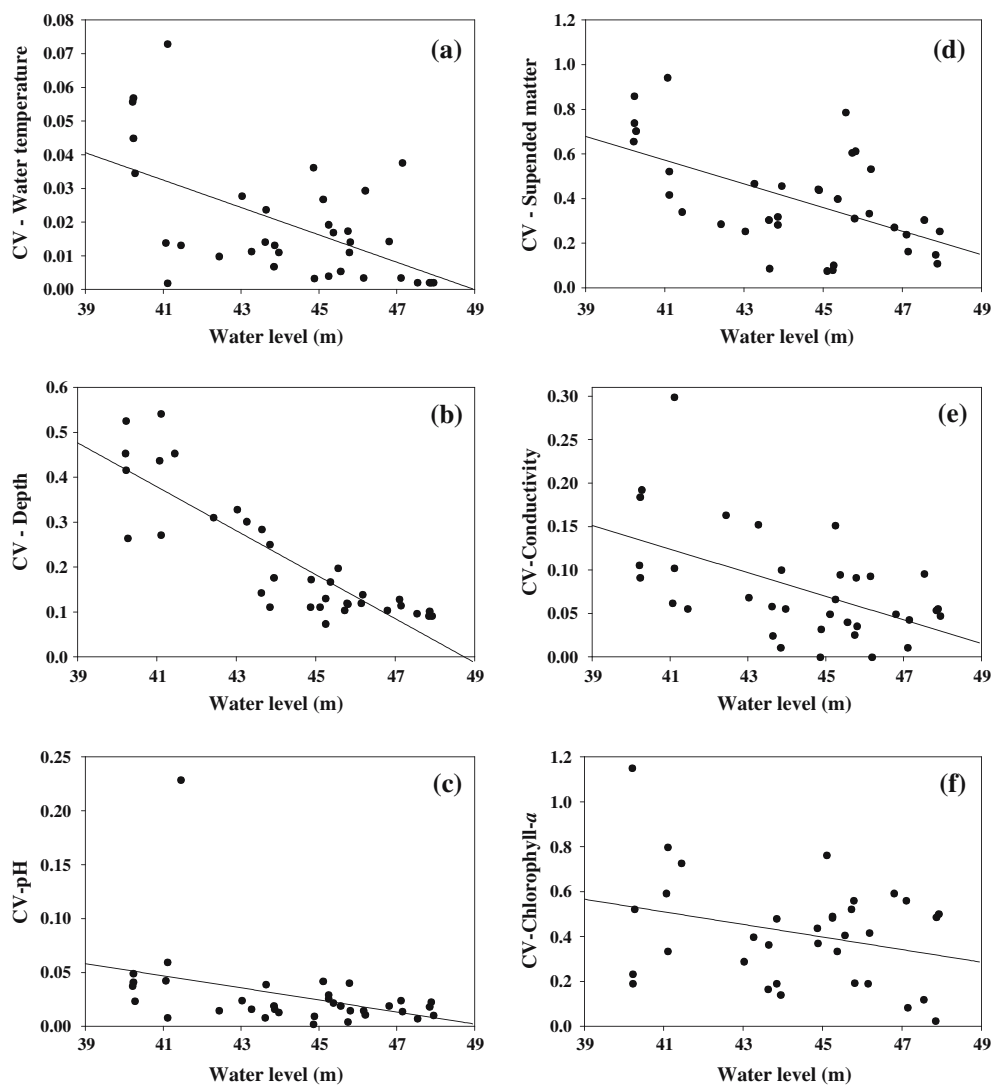 (a)
CV - Water temperature
0.08
0.07
0.06
0.05
0.04
0.03
0.02
0.01
0.00
39 41 43 45 47 49
Water level (m)
(d)
CV - Supended matter
1.2
1.0
0.8
0.6
0.4
0.2
0.0
39 41 43 45 47 49
Water level (m)
(b)
CV - Depth
0.6
0.5
0.4
0.3
0.2
0.1
0.0
39 41 43 45 47 49
Water level (m)
(e)
CV-Conductivity
0.30
0.25
0.20
0.15
0.10
0.05
0.00
39 41 43 45 47 49
Water level (m)
(c)
CV-pH
0.25
0.20
0.15
0.10
0.05
0.00
39 41 43 45 47 49
Water level (m)
(f)
CV-Chlorophyll-a
1.2
1.0
0.8
0.6
0.4
0.2
0.0
39 41 43 45 47 49
Water level (m)